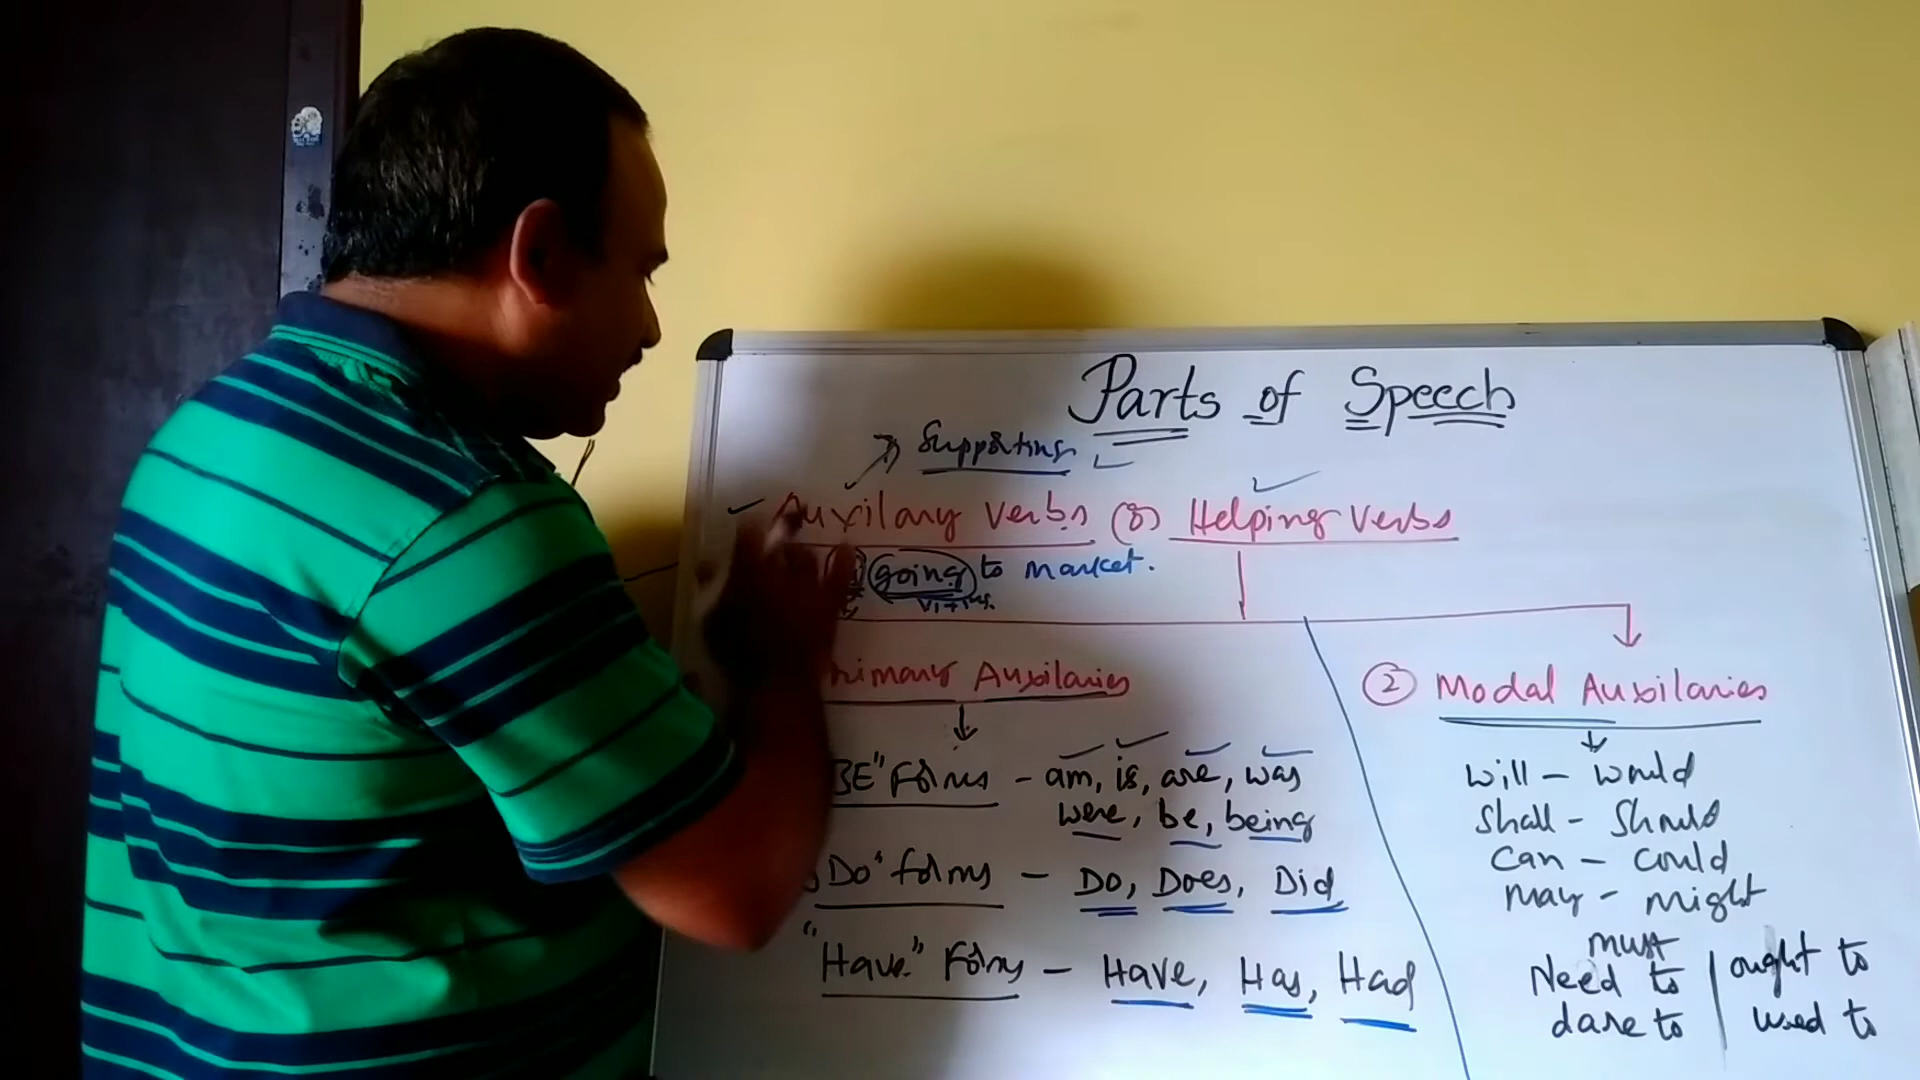 Parts of Speech
Supporting
Auxilary Verbs (or) Helping Verbs
going to market.
V1+ing.
Primary Auxilaries
② Modal Auxilaries
"BE" Forms - am, is, are, was
were, be, being
"Do" forms - Do, Does, Did
"Have" Forms - Have, Has, Had
will - would
shall - should
can - could
may - might
must
Need to | ought to
dare to | used to